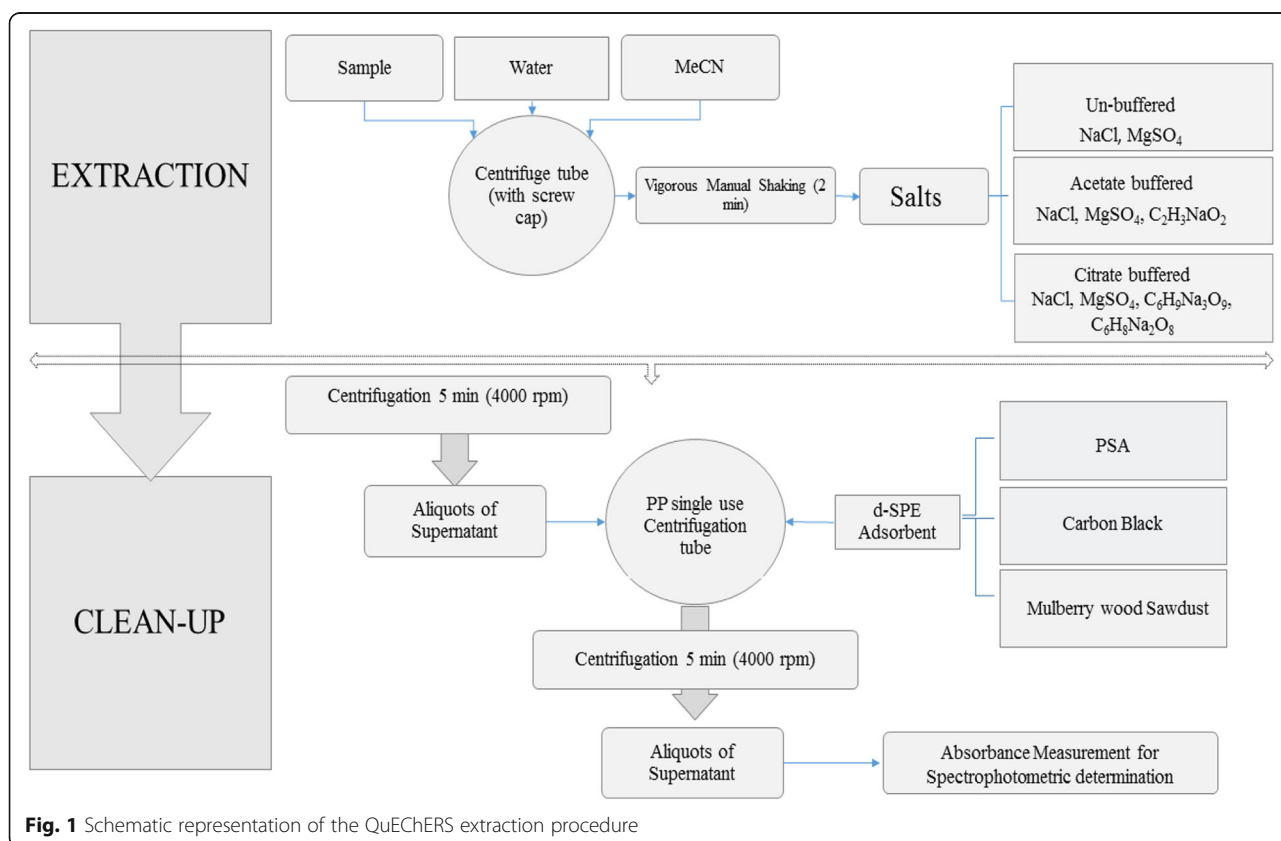 EXTRACTION
Sample
Water
MeCN
Centrifuge tube
(with screw
cap)
Vigorous Manual Shaking (2
min)
Salts
Un-buffered
NaCl, MgSO₄
Acetate buffered
NaCl, MgSO₄, C₂H₃NaO₂
Citrate buffered
NaCl, MgSO₄, C₆H₉Na₃O₉,
C₆H₈Na₂O₈
CLEAN-UP
Centrifugation 5 min (4000 rpm)
Aliquots of
Supernatant
PP single use
Centrifugation
tube
d-SPE
Adsorbent
PSA
Carbon Black
Mulberry wood Sawdust
Centrifugation 5 min (4000 rpm)
Aliquots of
Supernatant
Absorbance Measurement for
Spectrophotometric determination
Fig. 1 Schematic representation of the QuEChERS extraction procedure